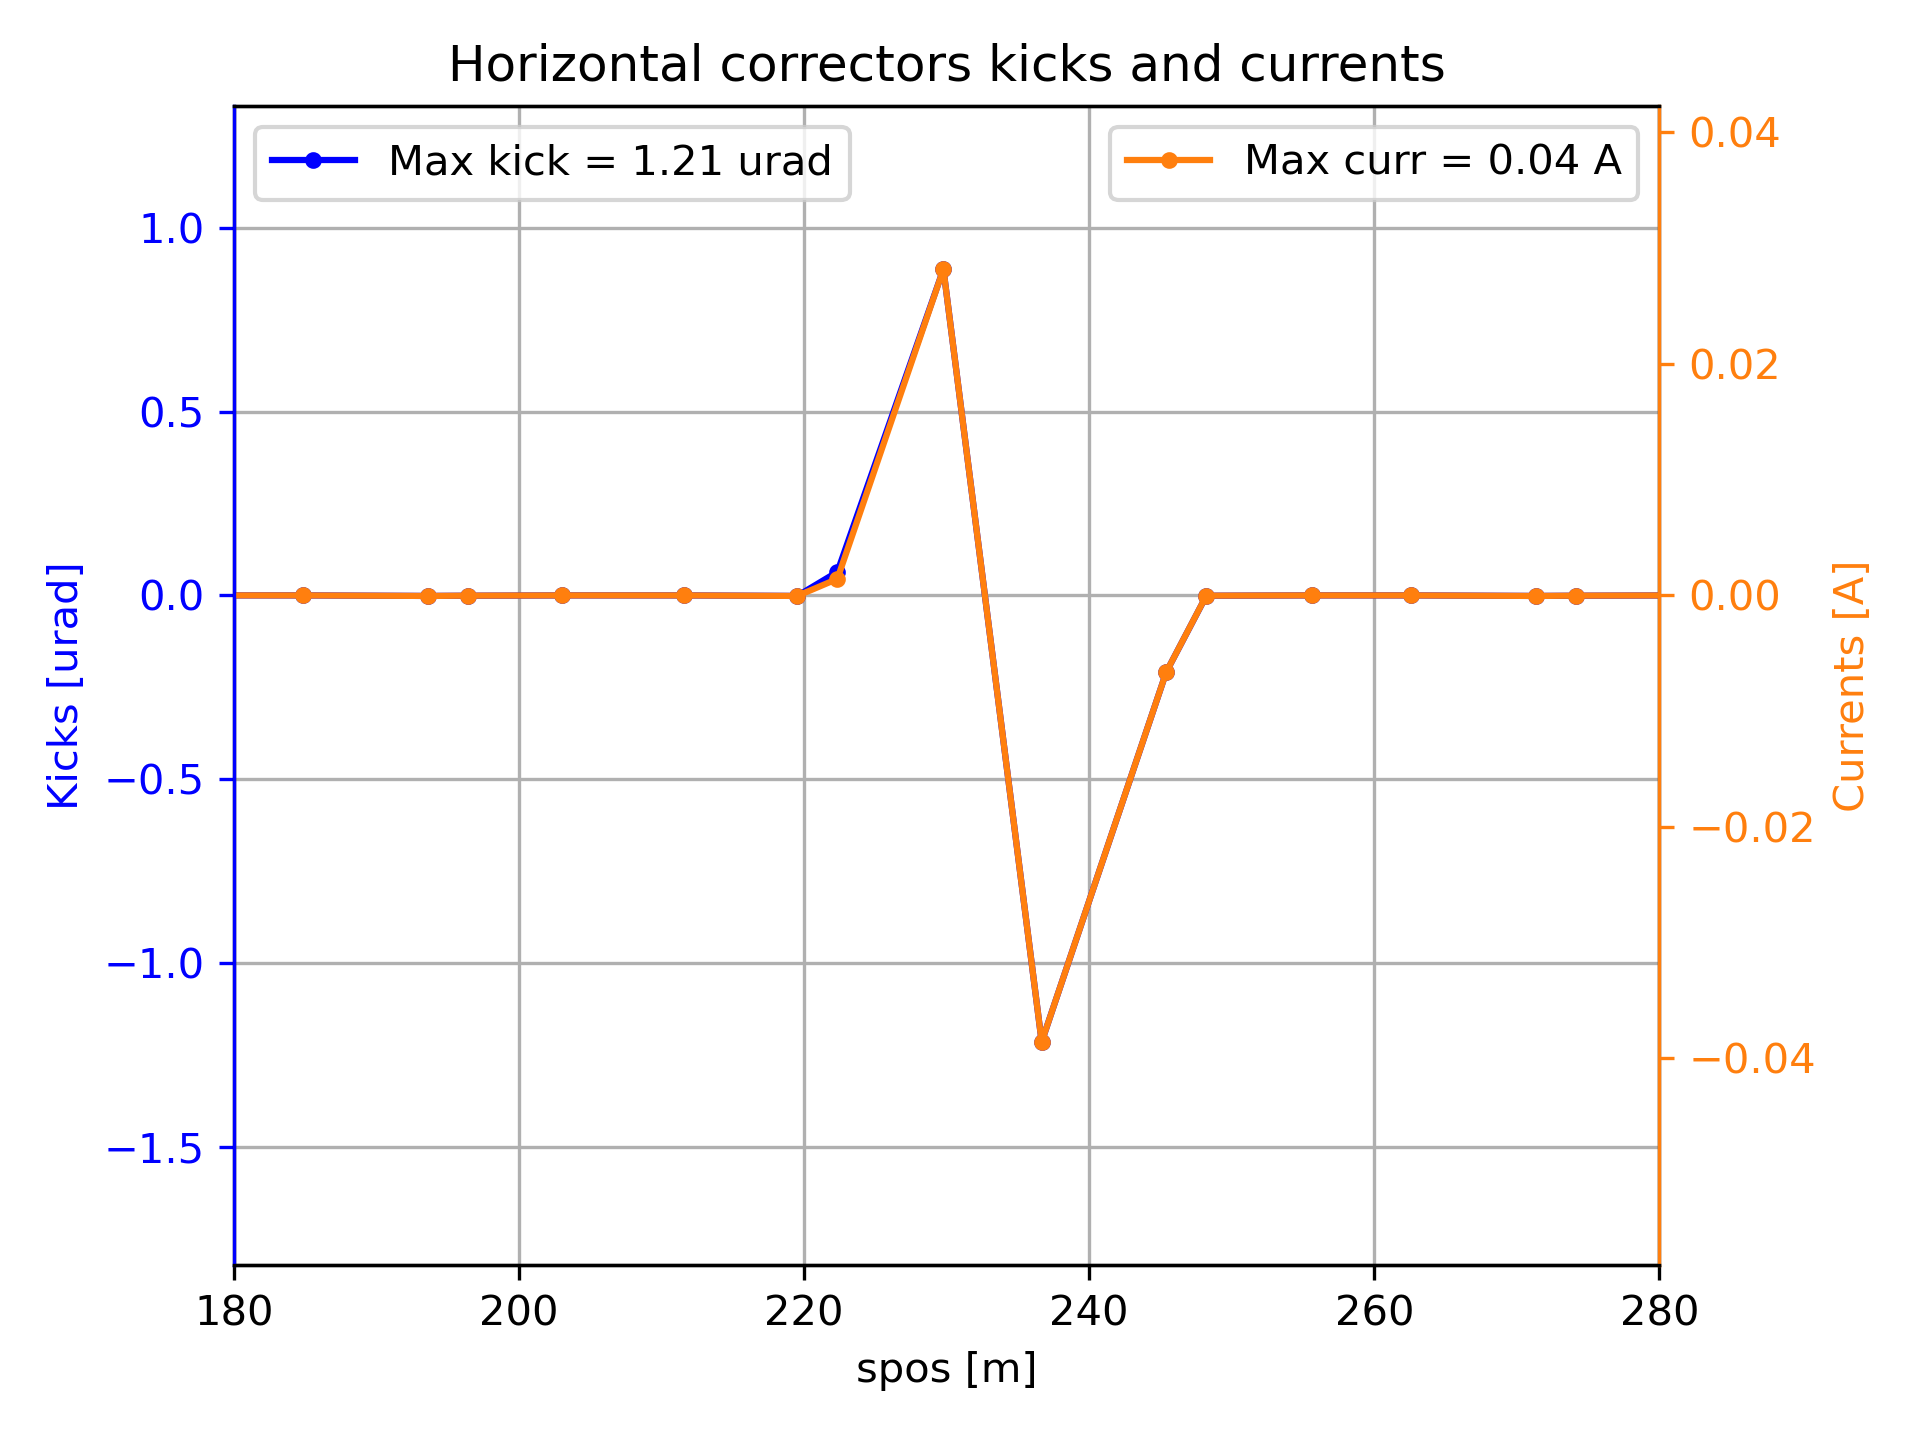 Horizontal correctors kicks and currents
Max kick = 1.21 urad
Max curr = 0.04 A
1.0
0.5
0.0
−0.5
−1.0
−1.5
Kicks [urad]
0.04
0.02
0.00
−0.02
−0.04
Currents [A]
180 200 220 240 260 280
spos [m]